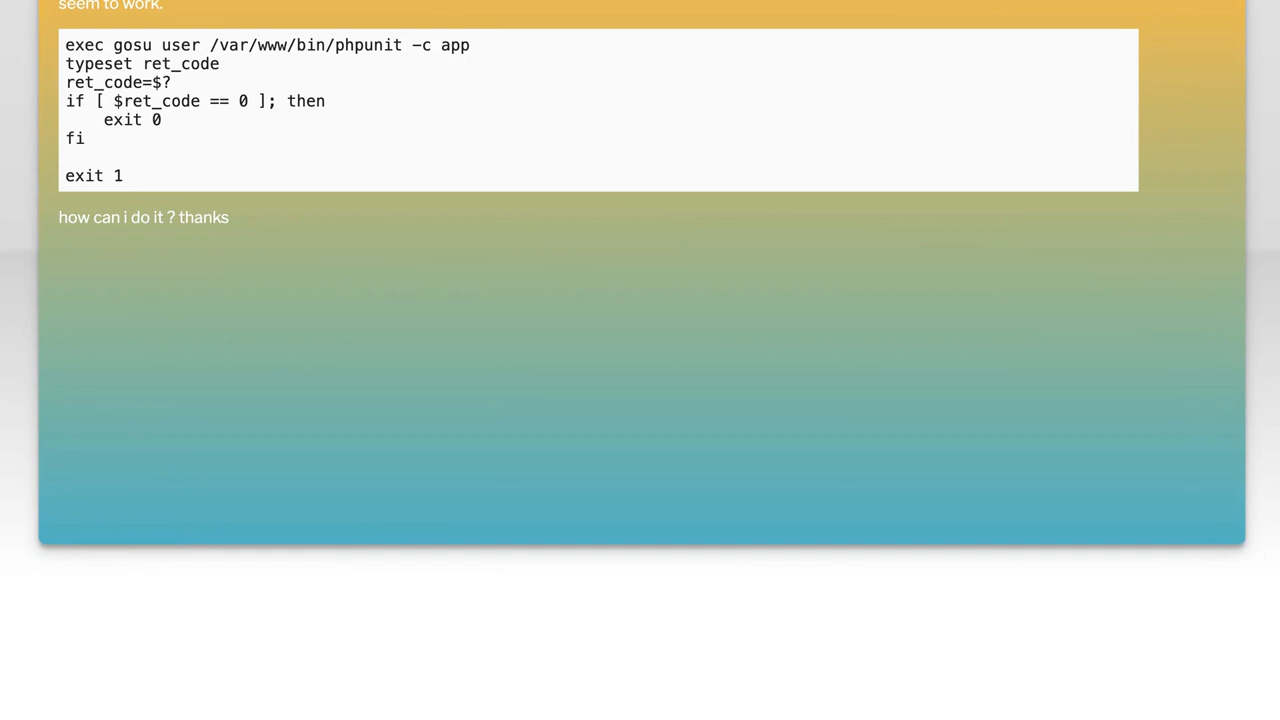 seem to work.
exec gosu user /var/www/bin/phpunit -c app
typeset ret_code
ret_code=$?
if [ $ret_code == 0 ]; then
    exit 0
fi
exit 1
how can i do it ? thanks